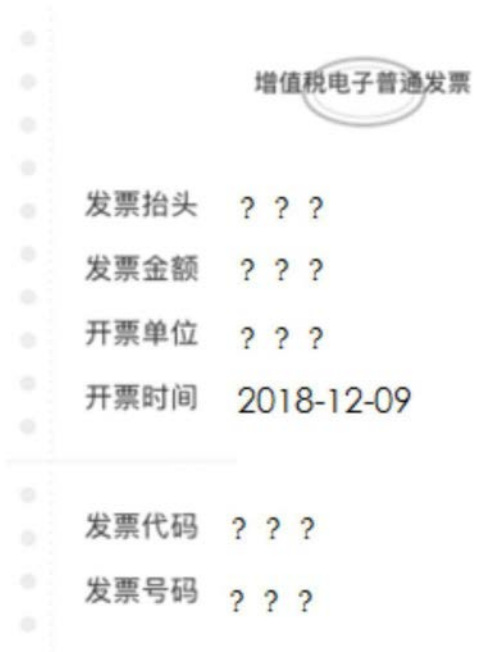 增值税电子普通发票
发票抬头 ? ? ?
发票金额 ? ? ?
开票单位 ? ? ?
开票时间 2018-12-09
发票代码 ? ? ?
发票号码 ? ? ?